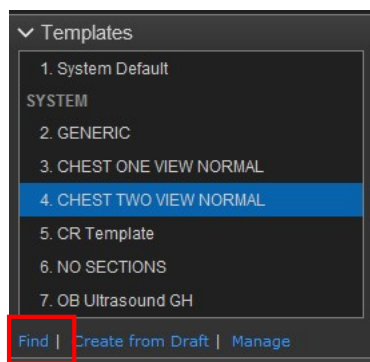 Templates
1. System Default
SYSTEM
2. GENERIC
3. CHEST ONE VIEW NORMAL
4. CHEST TWO VIEW NORMAL
5. CR Template
6. NO SECTIONS
7. OB Ultrasound GH
Find | Create from Draft | Manage